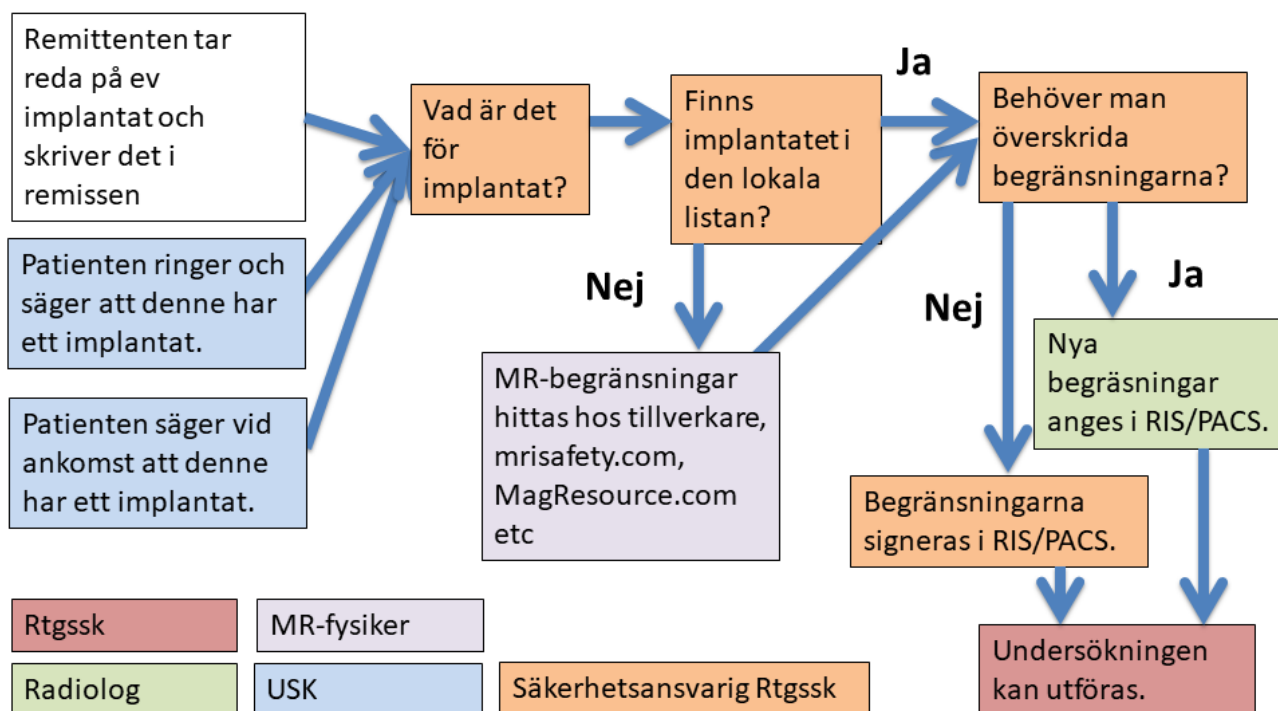 Remittenten tar
reda på ev
implantat och
skriver det i
remissen
Patienten ringer och
säger att denne har
ett implantat.
Patienten säger vid
ankomst att denne
har ett implantat.
Vad är det
för
implantat?
Finns
implantatet i
den lokala
listan?
Ja
Nej
MR-begränsningar
hittas hos tillverkare,
mrisafety.com,
MagResource.com
etc
Behöver man
överskrida
begränsningarna?
Nej
Ja
Nya
begräsningar
anges i RIS/PACS.
Begränsningarna
signeras i RIS/PACS.
Undersökningen
kan utföras.
Rtgssk
MR-fysiker
Radiolog
USK
Säkerhetsansvarig Rtgssk